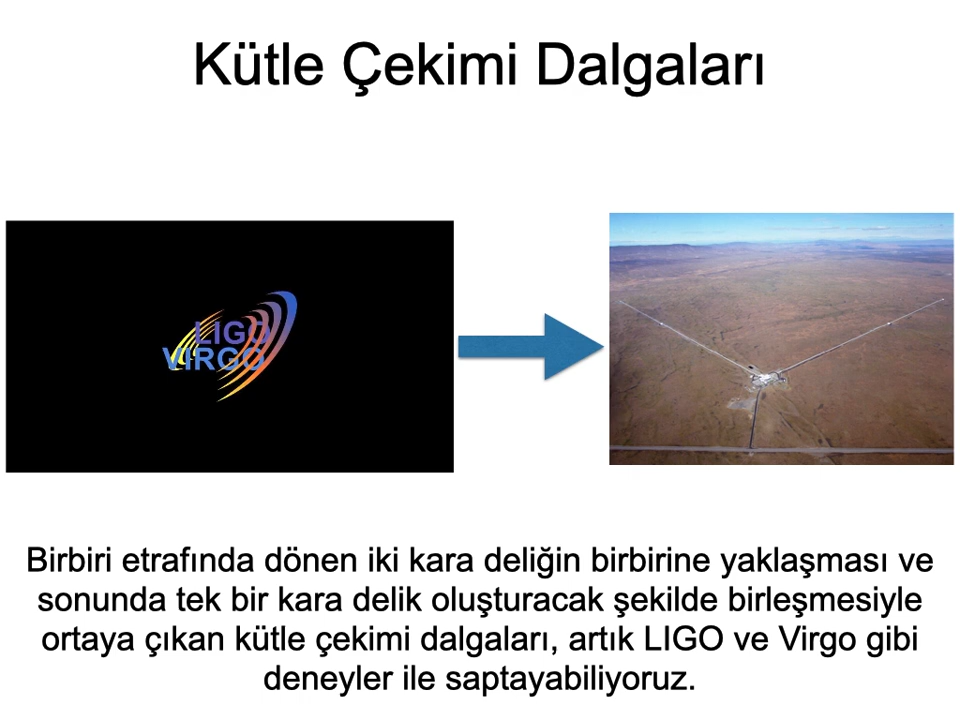 Kütle Çekimi Dalgaları
LIGO
VIRGO
Birbiri etrafında dönen iki kara deliğin birbirine yaklaşması ve
sonunda tek bir kara delik oluşturacak şekilde birleşmesiyle
ortaya çıkan kütle çekimi dalgaları, artık LIGO ve Virgo gibi
deneyler ile saptayabiliyoruz.